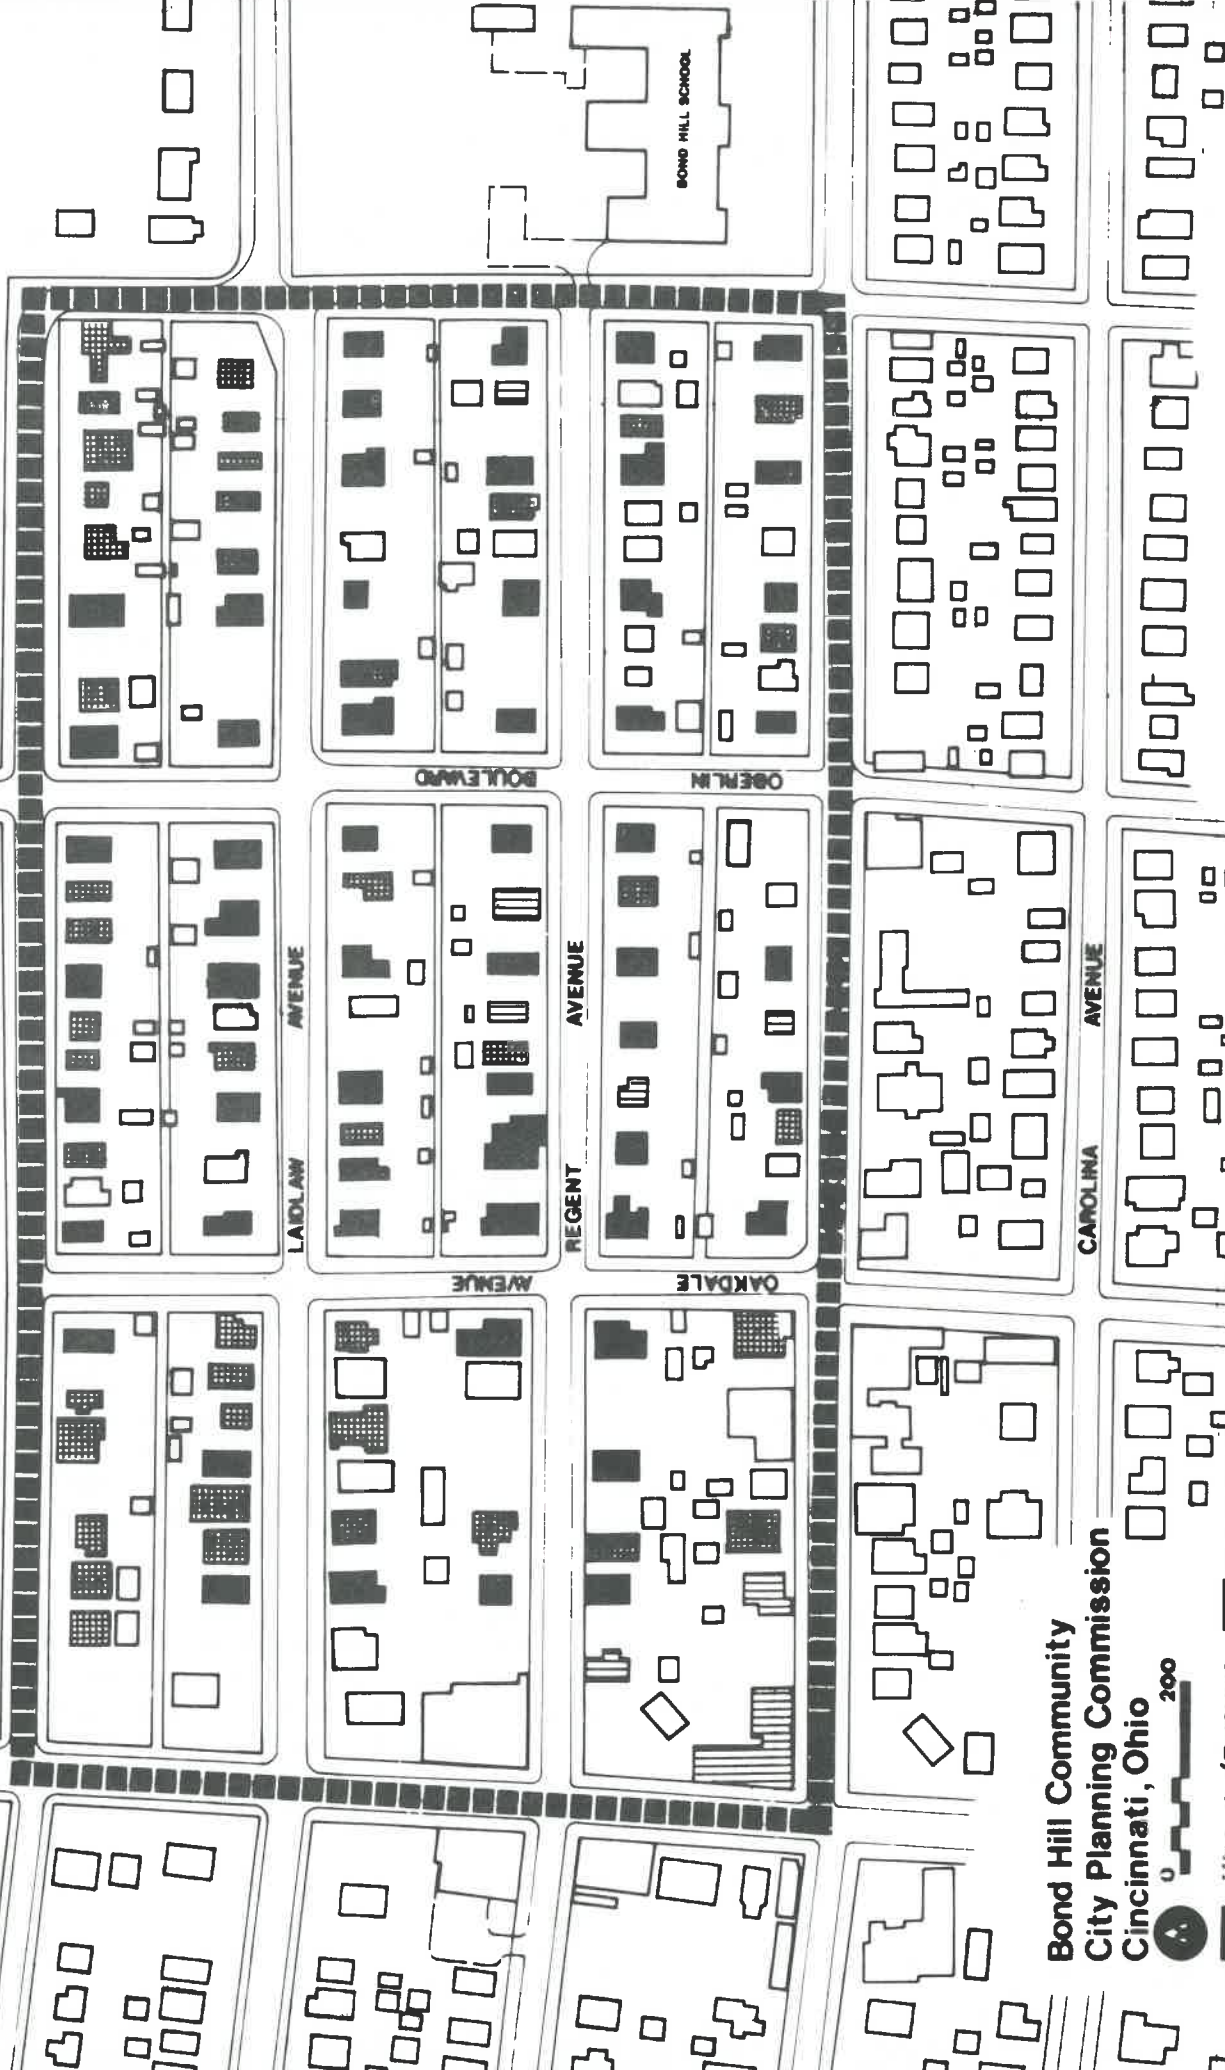 BOND HILL SCHOOL
BOULEVARD
OBERLIN
AVENUE
LAIDLAW
AVENUE
REGENT
AVENUE
CAROLINA
AVENUE
OAKDALE
Bond Hill Community
City Planning Commission
Cincinnati, Ohio
0 200